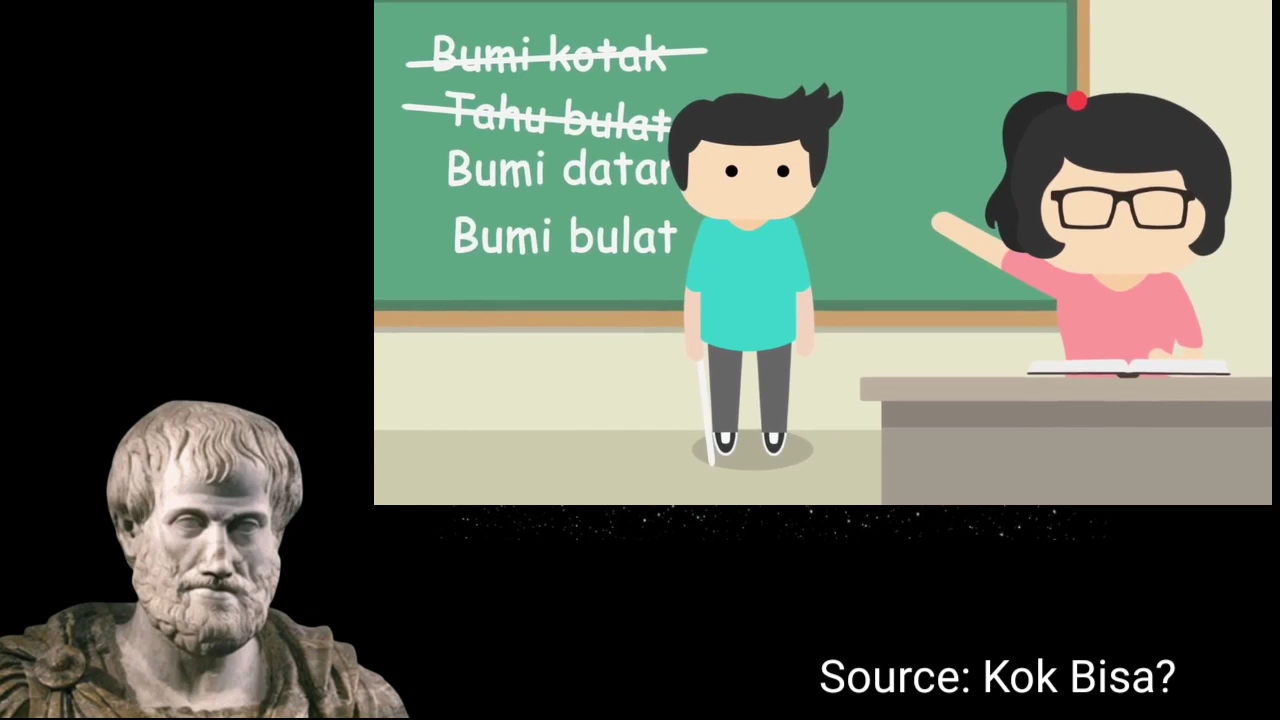 Bumi kotak
Tahu bulat
Bumi datar
Bumi bulat
Source: Kok Bisa?